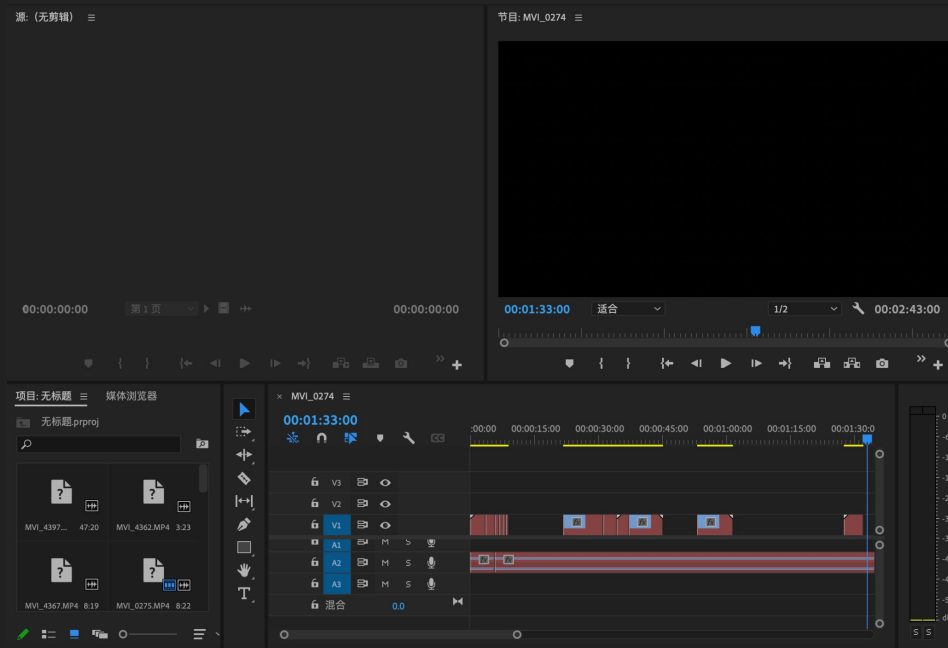 源:（无剪辑）
节目: MVI_0274
00:00:00:00
第 1 页
00:00:00:00
00:01:33:00
适合
1/2
00:02:43:00
项目: 无标题
媒体浏览器
无标题.prproj
MVI_4397... 47:20
MVI_4362.MP4 3:23
MVI_4367.MP4 8:19
MVI_0275.MP4 8:22
× MVI_0274
00:01:33:00
:00:00 00:00:15:00 00:00:30:00 00:00:45:00 00:01:00:00 00:01:15:00 00:01:30:0
V3
V2
V1
fx fx fx
A1 M S
A2 M S
fx fx
A3 M S
混合 0.0
S S